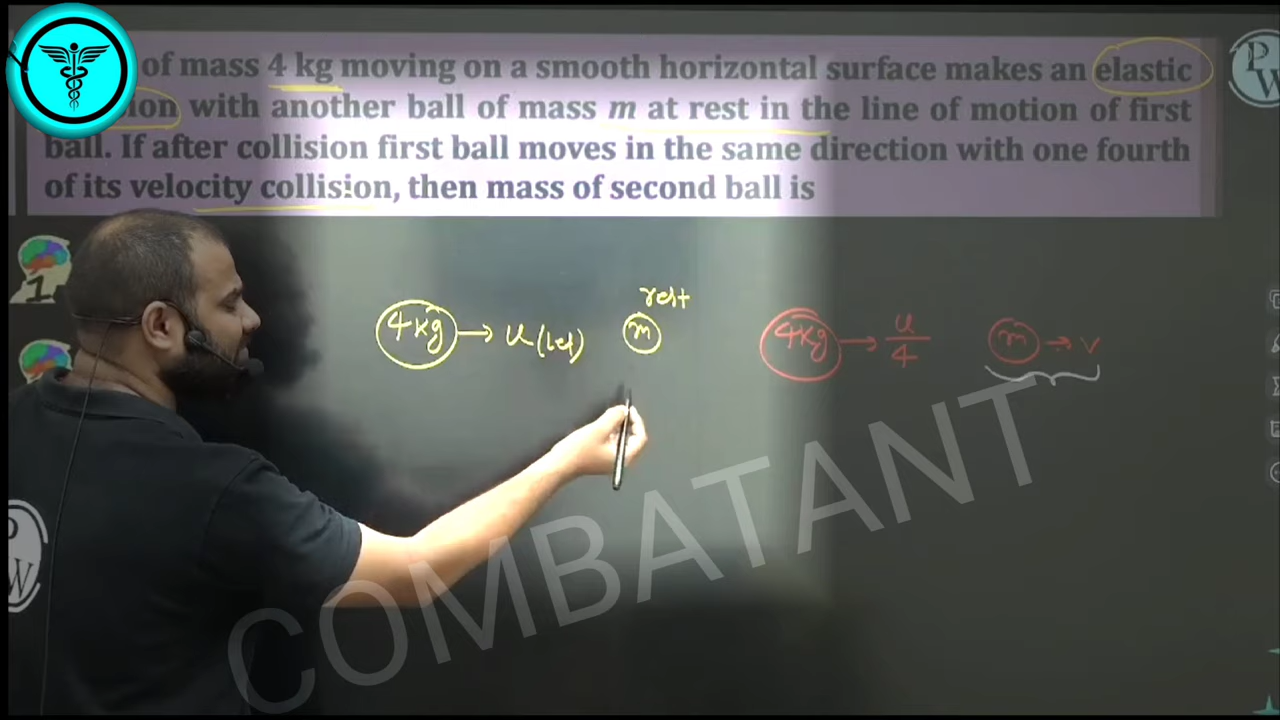 of mass 4 kg moving on a smooth horizontal surface makes an elastic
ion with another ball of mass m at rest in the line of motion of first
ball. If after collision first ball moves in the same direction with one fourth
of its velocity collision, then mass of second ball is
rest
4kg → u (let) m 4kg → u/4 m → v
1
P W
PW
COMBATANT